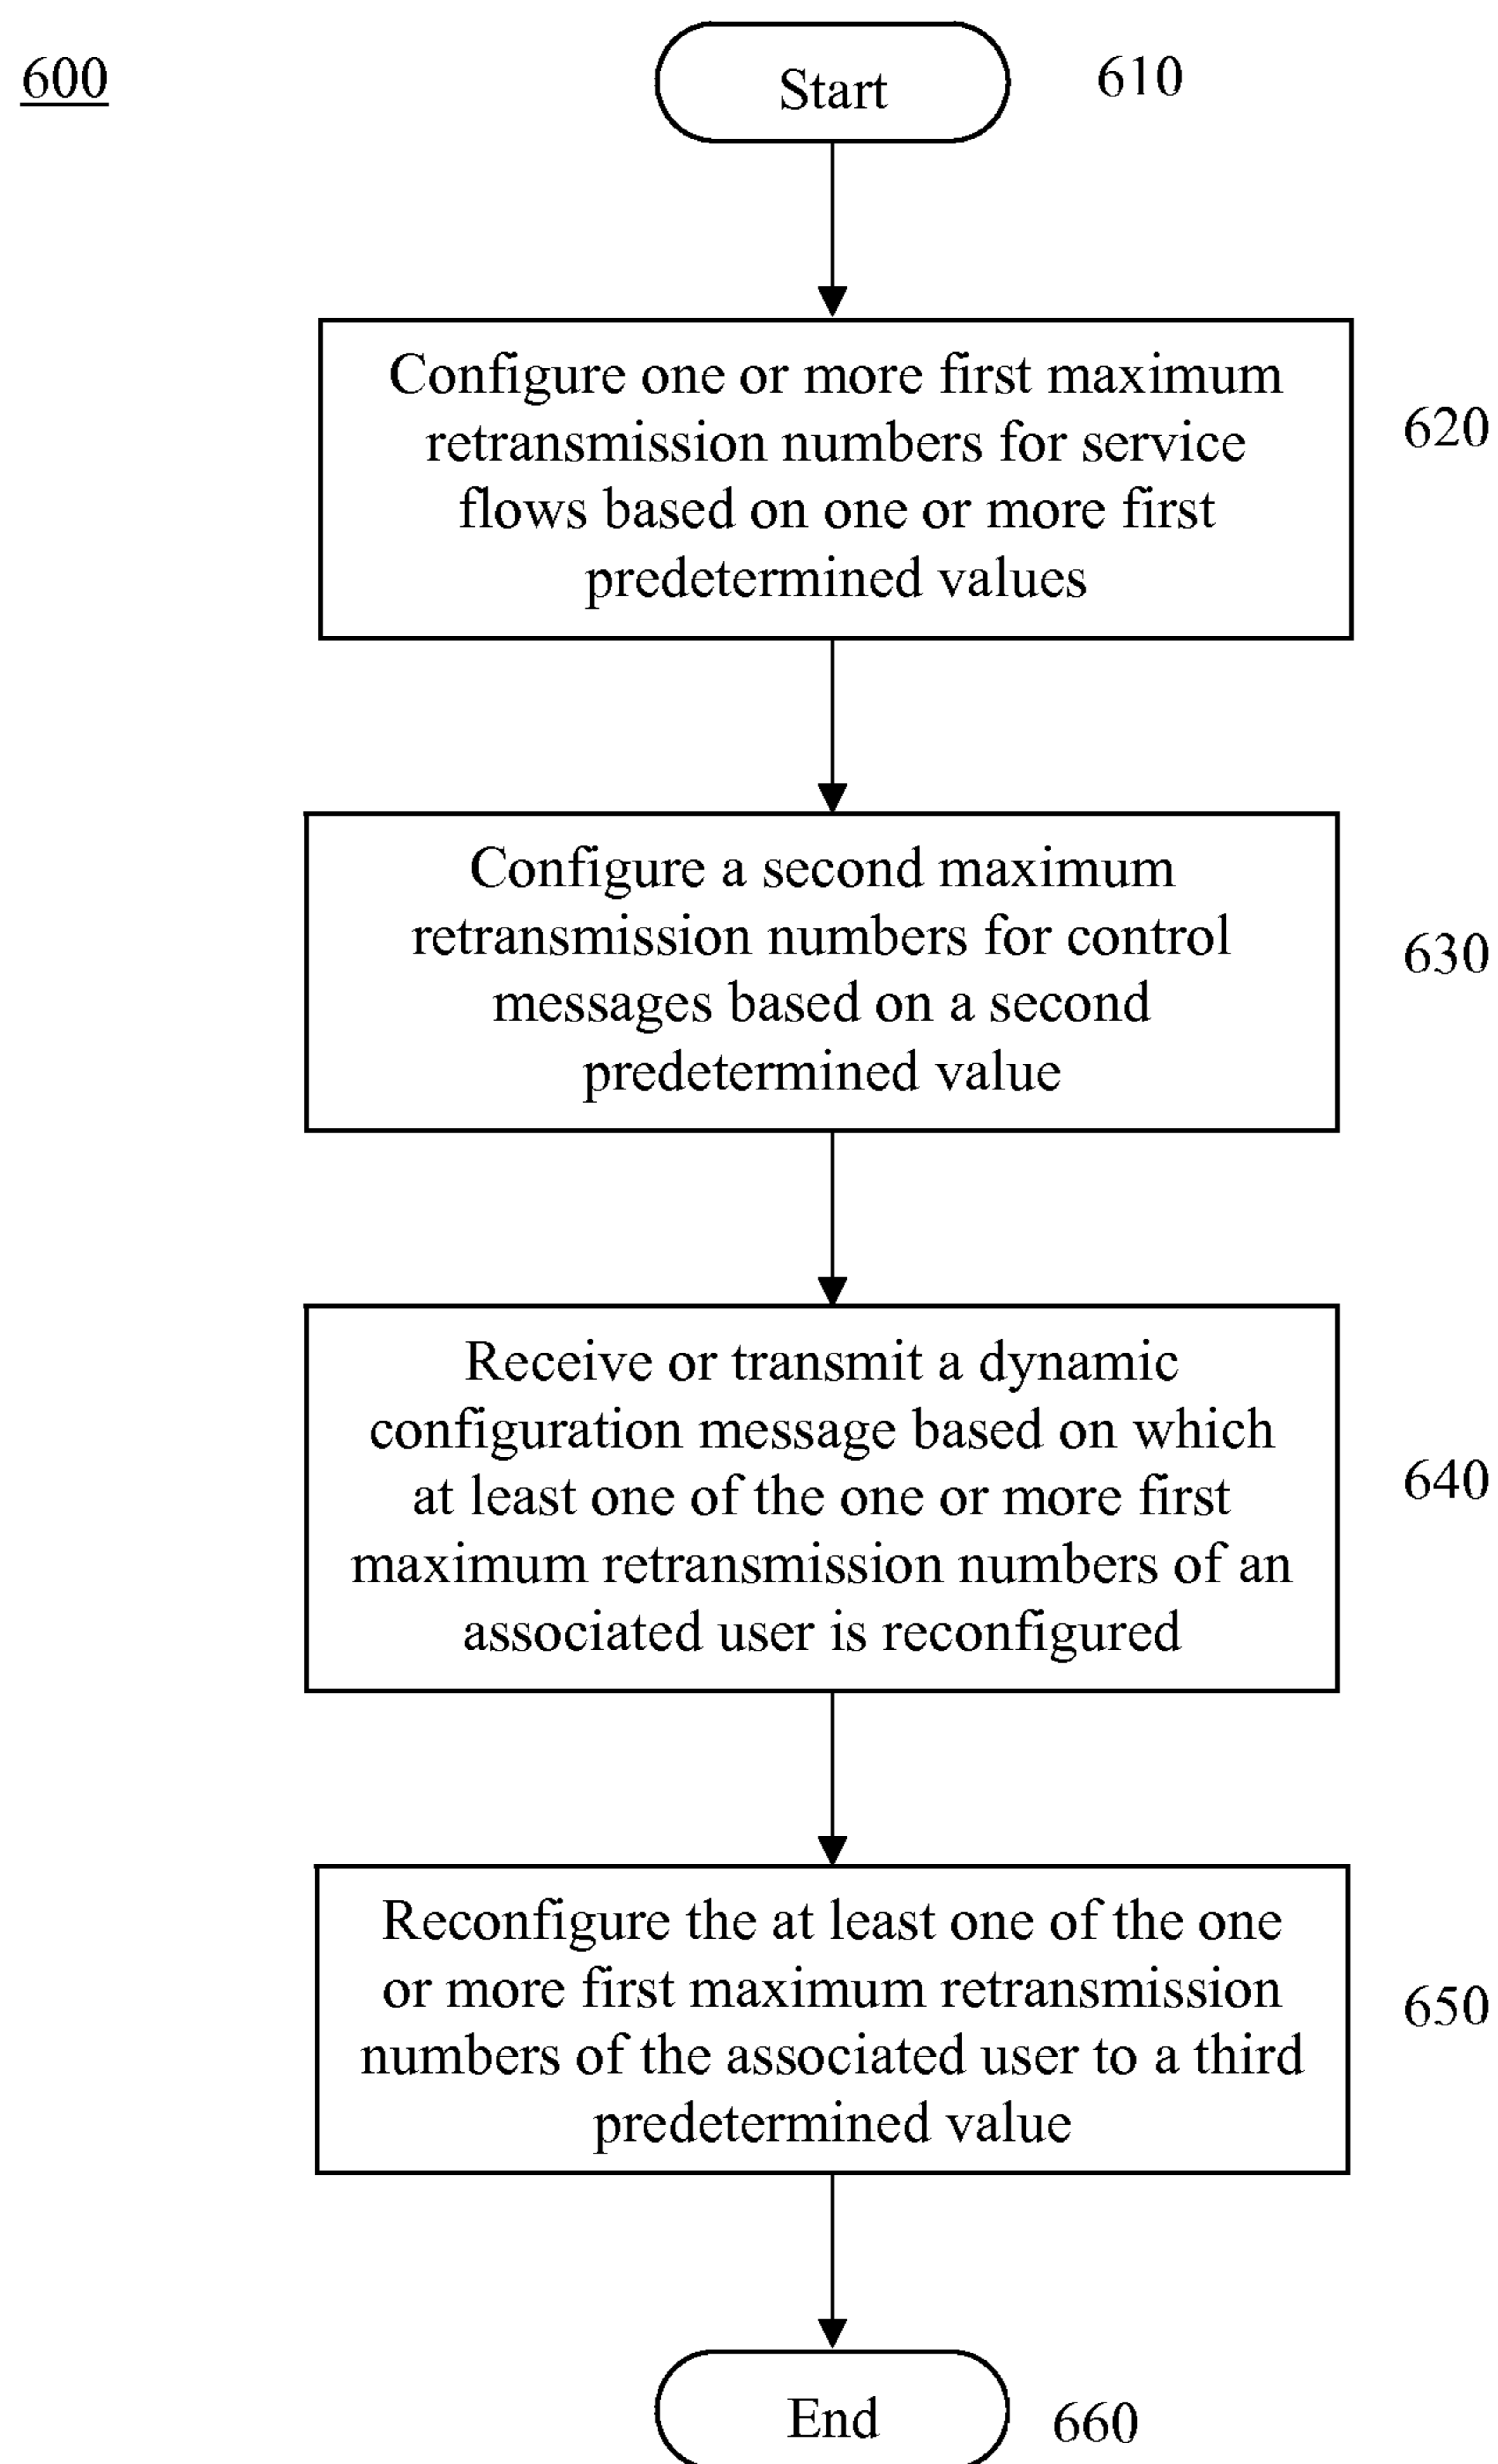 600
Start
610
Configure one or more first maximum
retransmission numbers for service
flows based on one or more first
predetermined values
620
Configure a second maximum
retransmission numbers for control
messages based on a second
predetermined value
630
Receive or transmit a dynamic
configuration message based on which
at least one of the one or more first
maximum retransmission numbers of an
associated user is reconfigured
640
Reconfigure the at least one of the one
or more first maximum retransmission
numbers of the associated user to a third
predetermined value
650
End
660